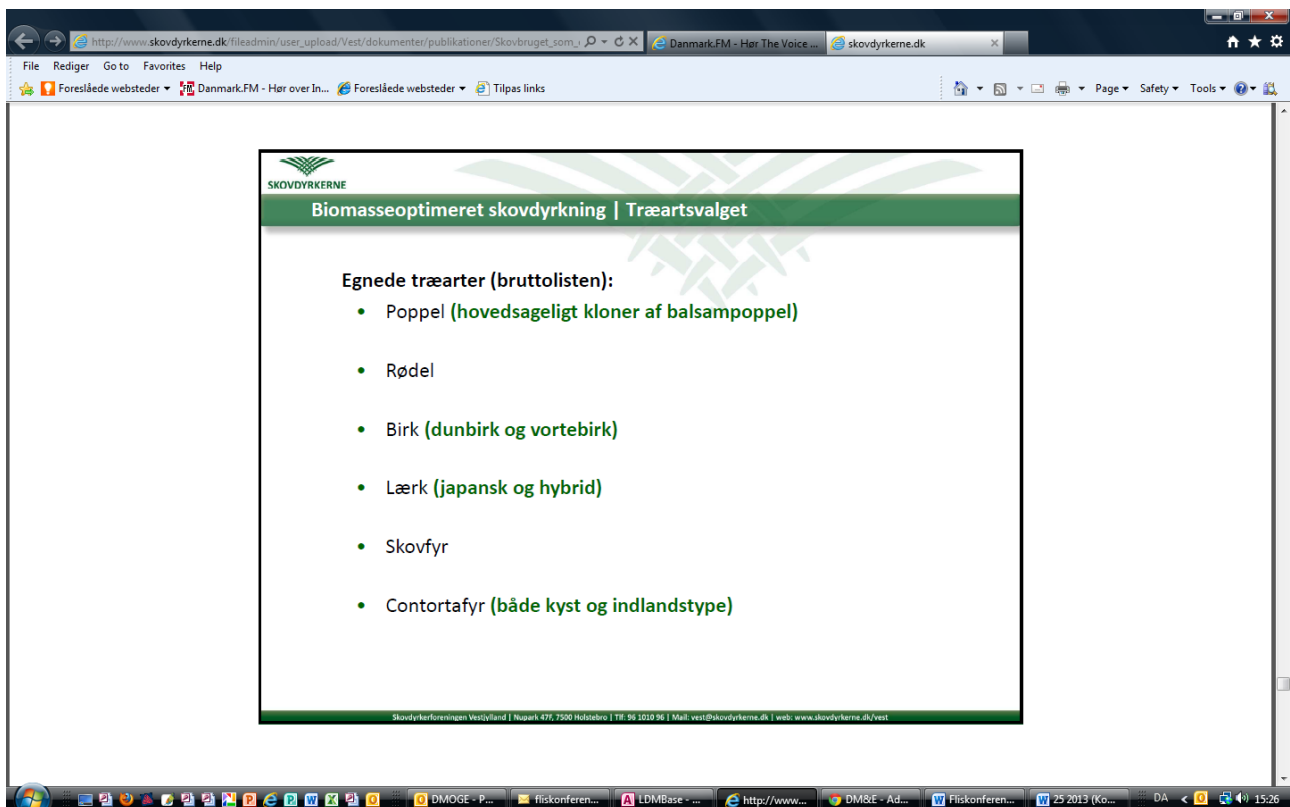 http://www.skovdyrkerne.dk/fileadmin/user_upload/Vest/dokumenter/publikationer/Skovbruget_som_
Danmark.FM - Hør The Voice ...
skovdyrkerne.dk
File Rediger Go to Favorites Help
Foreslåede websteder Danmark.FM - Hør over In... Foreslåede websteder Tilpas links
Page Safety Tools
SKOVDYRKERNE
Biomasseoptimeret skovdyrkning | Træartsvalget
Egnede træarter (bruttolisten):
• Poppel (hovedsageligt kloner af balsampoppel)
• Rødel
• Birk (dunbirk og vortebirk)
• Lærk (japansk og hybrid)
• Skovfyr
• Contortafyr (både kyst og indlandstype)
Skovdyrkerforeningen Vestjylland | Nupark 47F, 7500 Holstebro | Tlf: 96 1010 96 | Mail: vest@skovdyrkerne.dk | web: www.skovdyrkerne.dk/vest
DMOGE - P... fliskonferen... LDMBase - ... http://www... DM&E - Ad... Fliskonferen... 25 2013 (Ko... DA 15:26